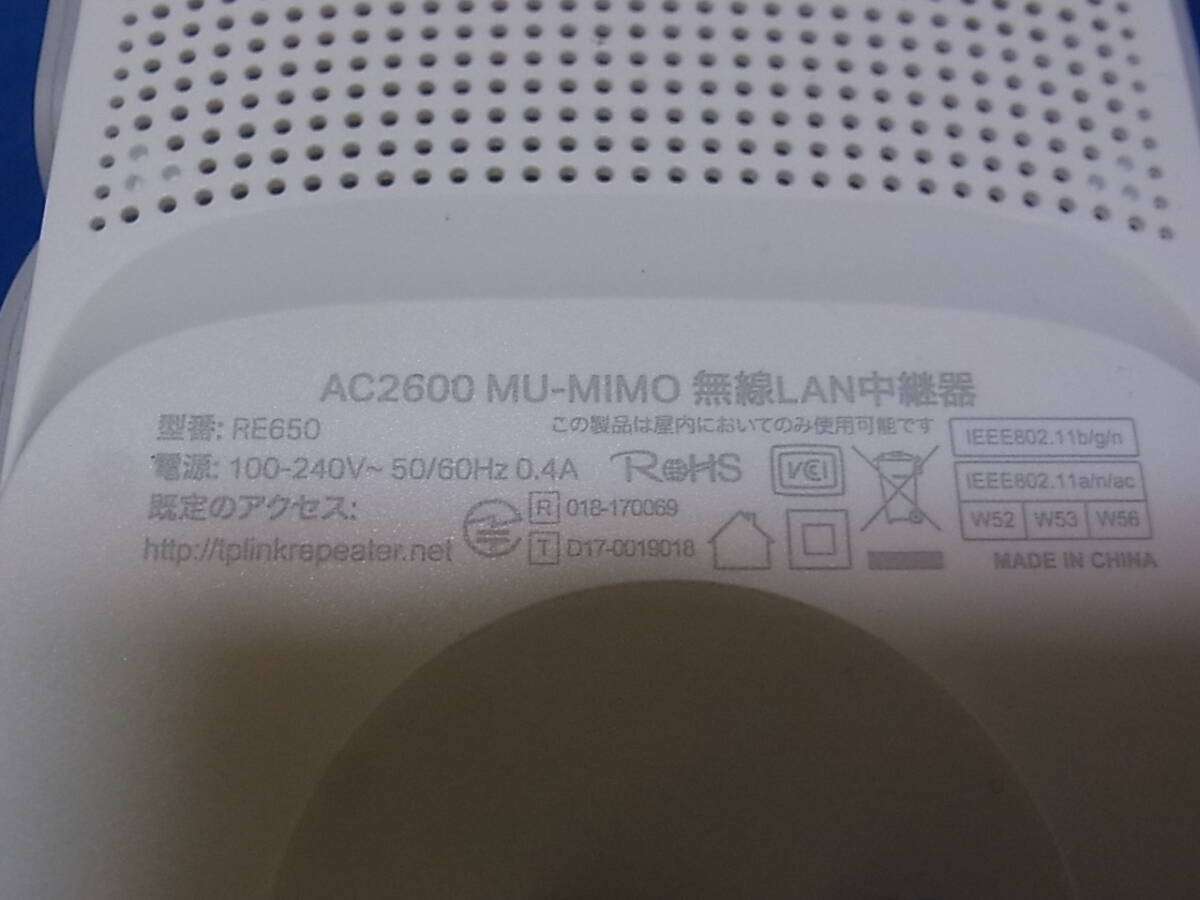 AC2600 MU-MIMO 無線LAN中継器
型番: RE650
この製品は屋内においてのみ使用可能です
電源: 100-240V~ 50/60Hz 0.4A
RoHS
VCI
IEEE802.11b/g/n
IEEE802.11a/n/ac
W52 W53 W56
既定のアクセス:
http://tplinkrepeater.net
R 018-170069
T D17-0019018
MADE IN CHINA